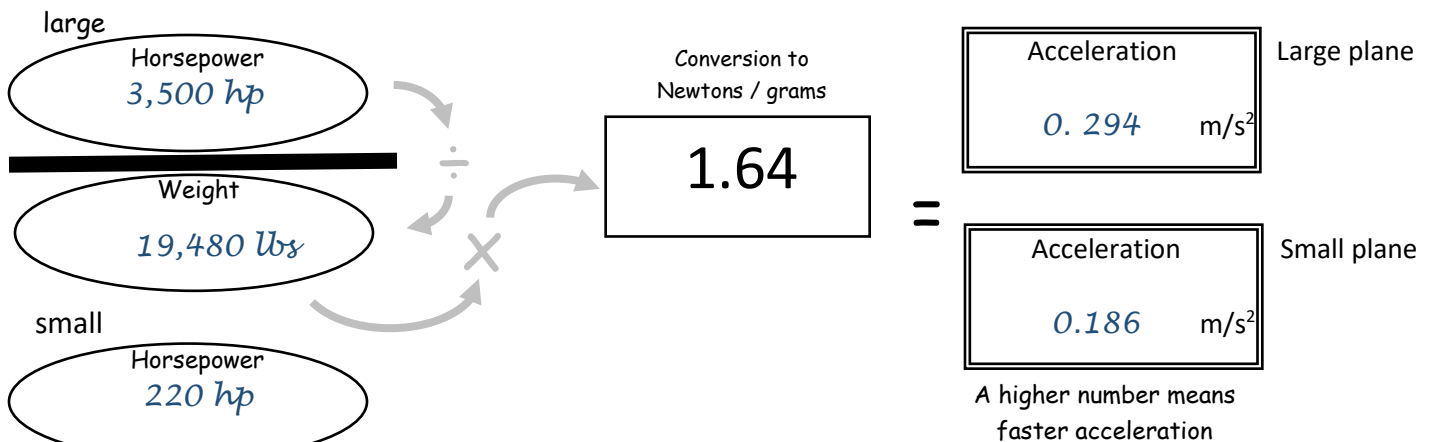 large
Horsepower
3,500 hp
÷
Weight
19,480 lbs
×
small
Horsepower
220 hp
Conversion to
Newtons / grams
1.64
=
Acceleration
0. 294 m/s²
Large plane
Acceleration
0.186 m/s²
Small plane
A higher number means
faster acceleration